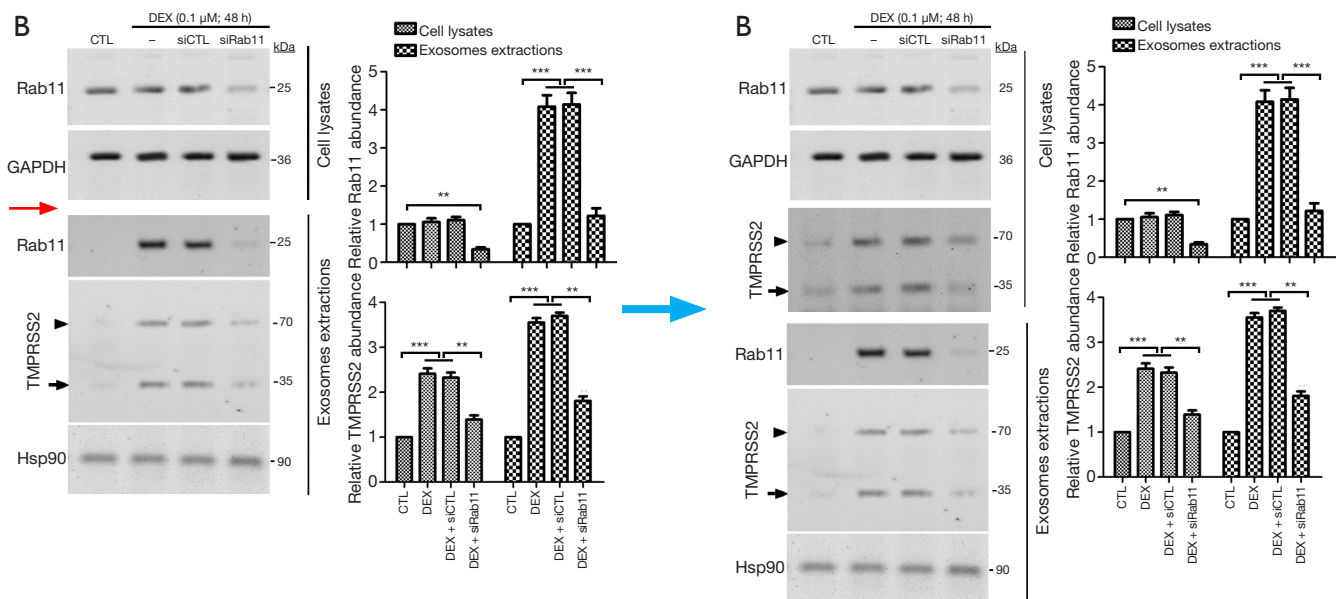 B
DEX (0.1 µM; 48 h)
CTL – siCTL siRab11 kDa
Rab11 - 25
GAPDH - 36
Cell lysates
Rab11 - 25
TMPRSS2 - 70
- 35
Hsp90 - 90
Exosomes extractions
Cell lysates
Exosomes extractions
Relative Rab11 abundance
5
4
3
2
1
0
** *** ***
Relative TMPRSS2 abundance
4
3
2
1
0
*** ** *** **
CTL
DEX
DEX + siCTL
DEX + siRab11
CTL
DEX
DEX + siCTL
DEX + siRab11
B
DEX (0.1 µM; 48 h)
CTL – siCTL siRab11 kDa
Rab11 25
GAPDH 36
TMPRSS2 -70
-35
Cell lysates
Rab11 - 25
TMPRSS2 -70
-35
Hsp90 - 90
Exosomes extractions
Cell lysates
Exosomes extractions
Relative Rab11 abundance
5
4
3
2
1
0
** *** ***
Relative TMPRSS2 abundance
4
3
2
1
0
*** ** *** **
CTL
DEX
DEX + siCTL
DEX + siRab11
CTL
DEX
DEX + siCTL
DEX + siRab11